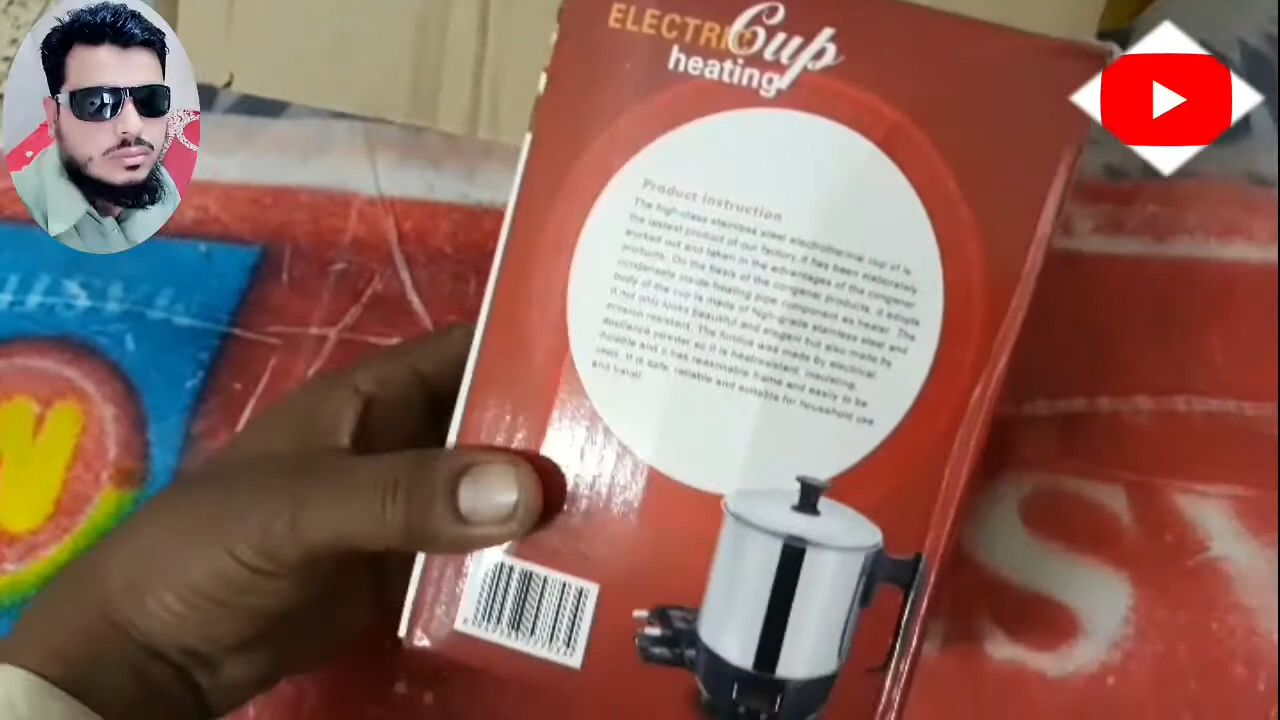 ELECTRIC Cup
heating
Product instruction
The high-class stainless steel electrothermal cup of is
the lastest product of our factory.It has been elaborately
worked out and taken in the advantages of the congener
products. On the basis of the congener products, it adopts
condensate inside-heating pipe component as heater. The
body of the cup is made of high-grade stainless steel and
it not only looks beautiful and elegant but also made by
erosion resistant. The fundus was made by electrical
appliance powder so it is heatresistant, insulating,
durable and it has reasonable frame and easily to be
used. It is safe, reliable and suitable for household use
and travel